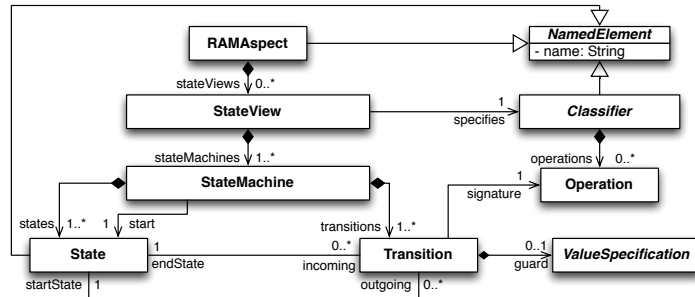 NamedElement
RAMAspect
- name: String
stateViews 0..*
StateView
1
specifies
Classifier
stateMachines 1..*
operations 0..*
StateMachine
1
signature
Operation
states 1..*
1 start
transitions 1..*
State
1
endState
0..*
incoming
Transition
0..1
guard
ValueSpecification
startState 1
outgoing 0..*